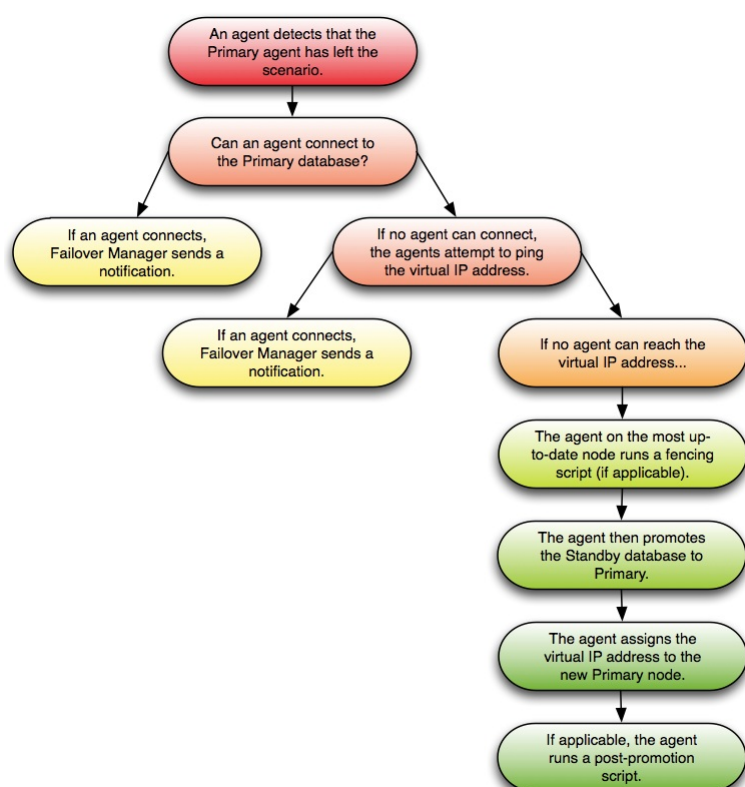 An agent detects that the
Primary agent has left the
scenario.
Can an agent connect to
the Primary database?
If an agent connects,
Failover Manager sends a
notification.
If no agent can connect,
the agents attempt to ping
the virtual IP address.
If an agent connects,
Failover Manager sends a
notification.
If no agent can reach the
virtual IP address...
The agent on the most up-
to-date node runs a fencing
script (if applicable).
The agent then promotes
the Standby database to
Primary.
The agent assigns the
virtual IP address to the
new Primary node.
If applicable, the agent
runs a post-promotion
script.